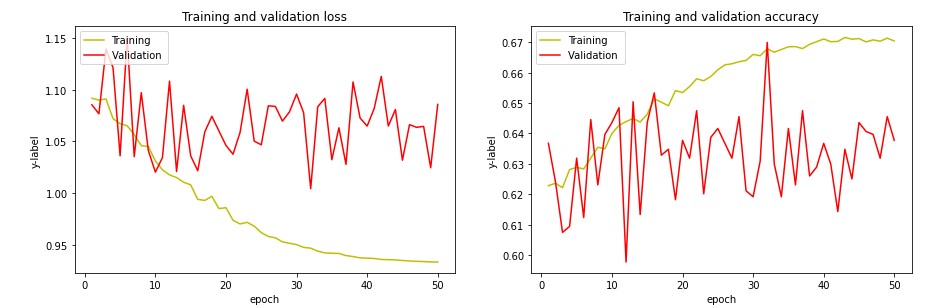 Training and validation loss
1.15
1.10
1.05
1.00
0.95
y-label
Training
Validation
0
10
20
30
40
50
epoch
Training and validation accuracy
0.67
0.66
0.65
0.64
0.63
0.62
0.61
0.60
y-label
Training
Validation
0
10
20
30
40
50
epoch